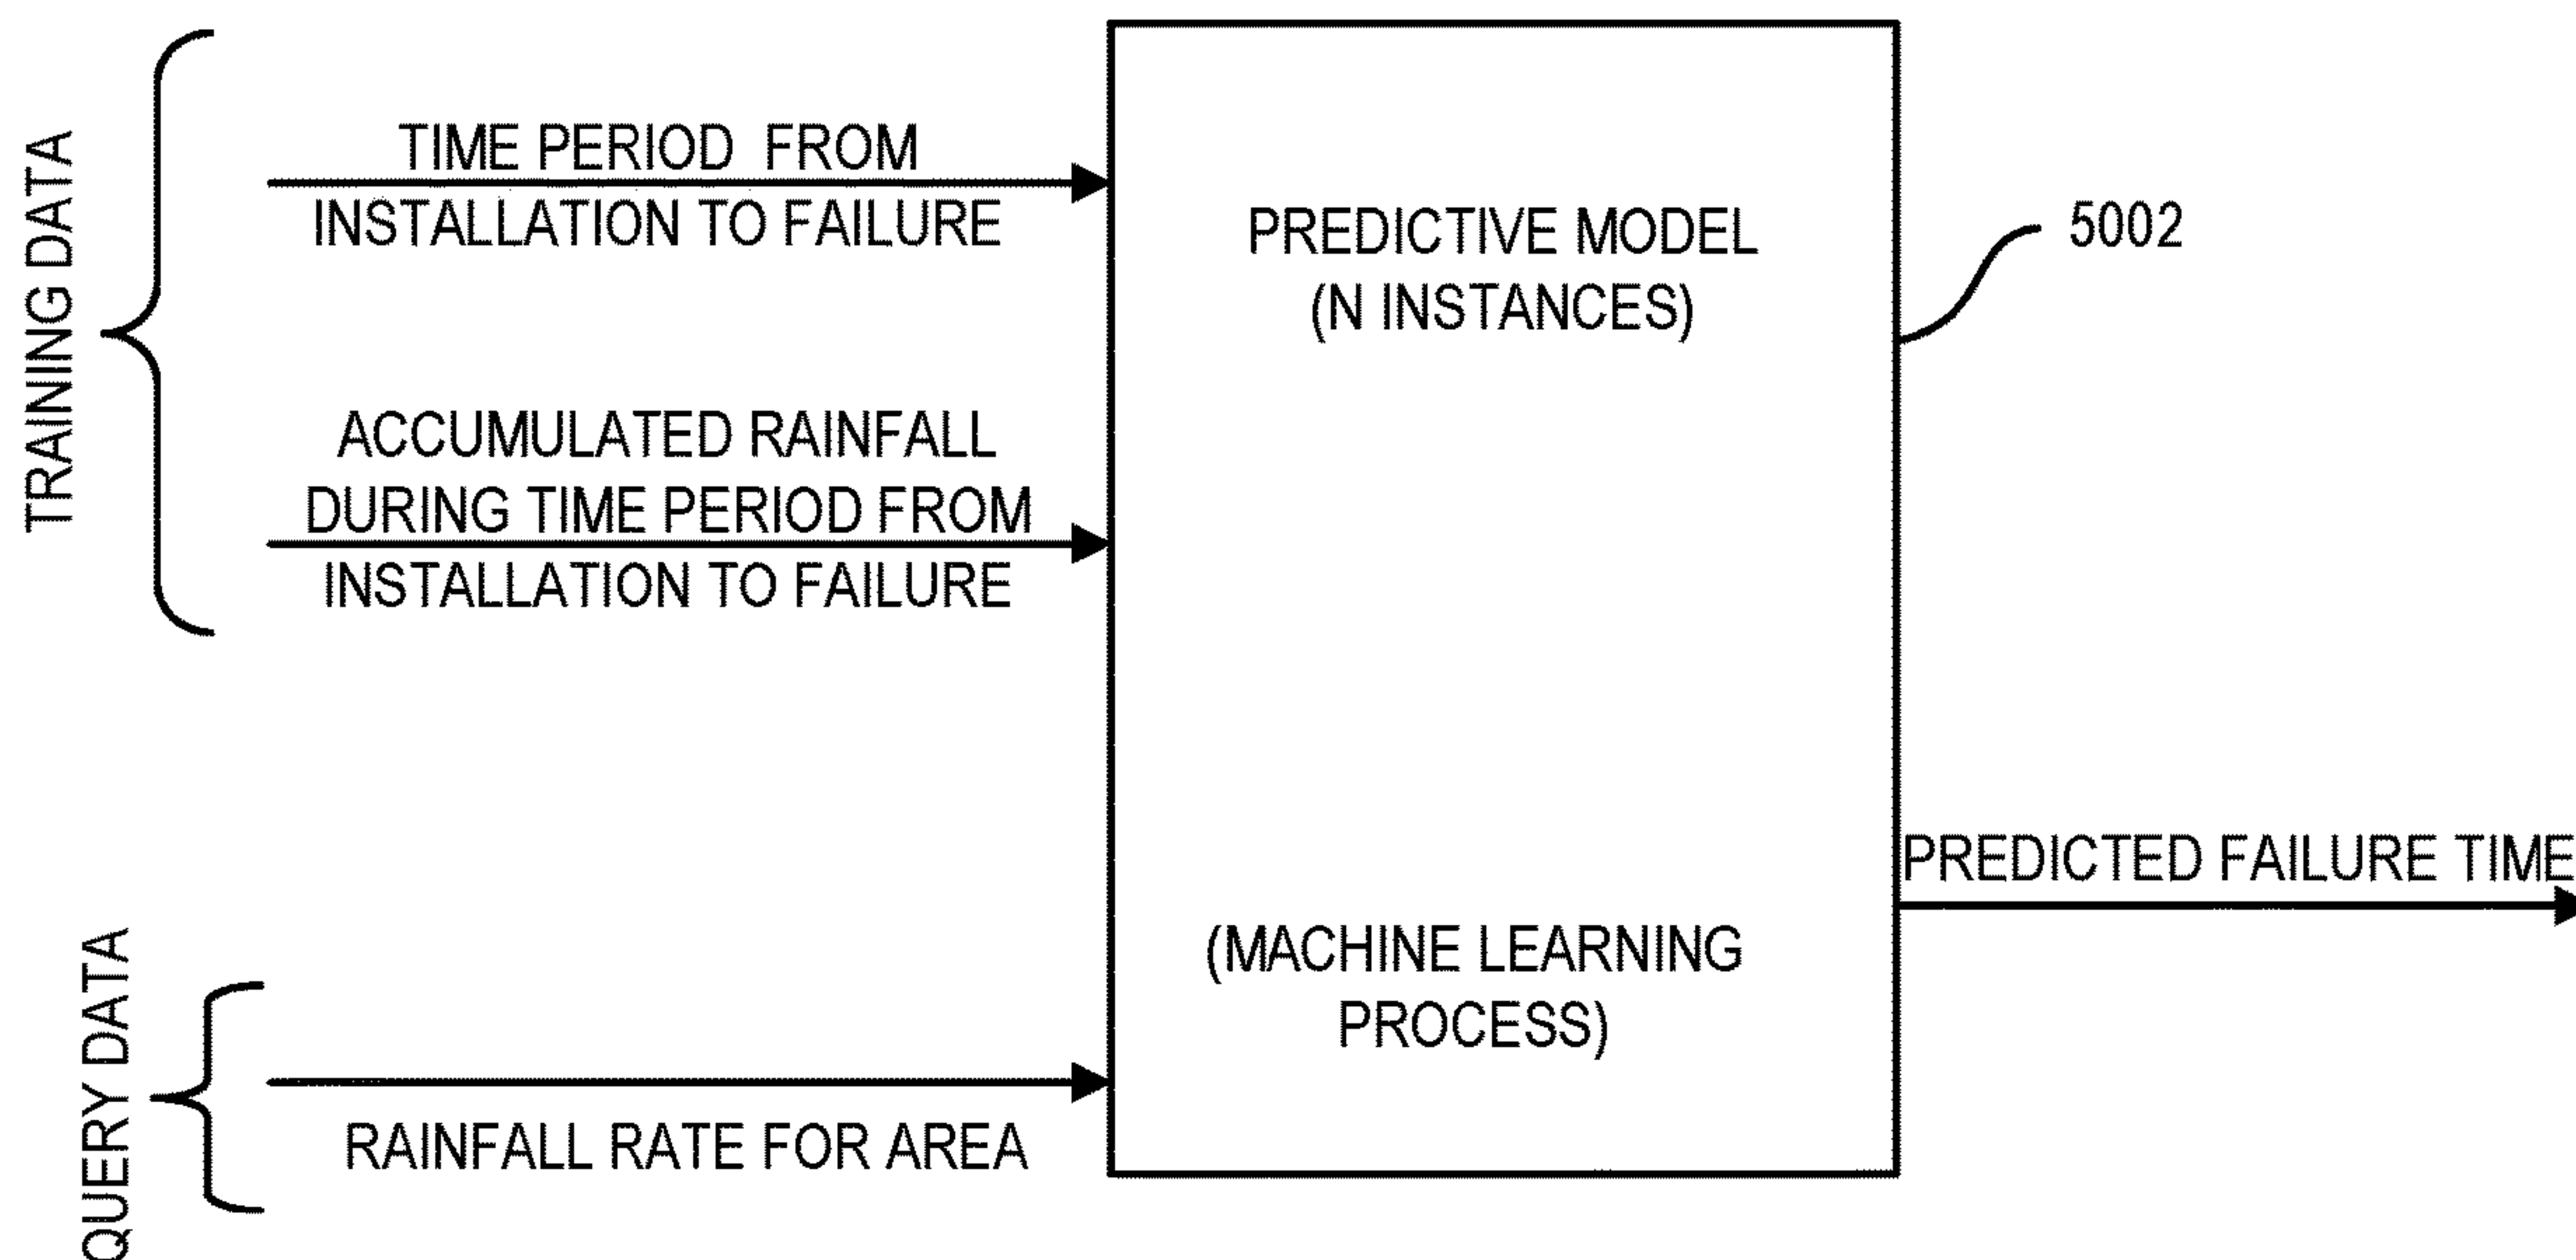 TRAINING DATA
TIME PERIOD FROM
INSTALLATION TO FAILURE
ACCUMULATED RAINFALL
DURING TIME PERIOD FROM
INSTALLATION TO FAILURE
PREDICTIVE MODEL
(N INSTANCES)
5002
QUERY DATA
RAINFALL RATE FOR AREA
(MACHINE LEARNING
PROCESS)
PREDICTED FAILURE TIME